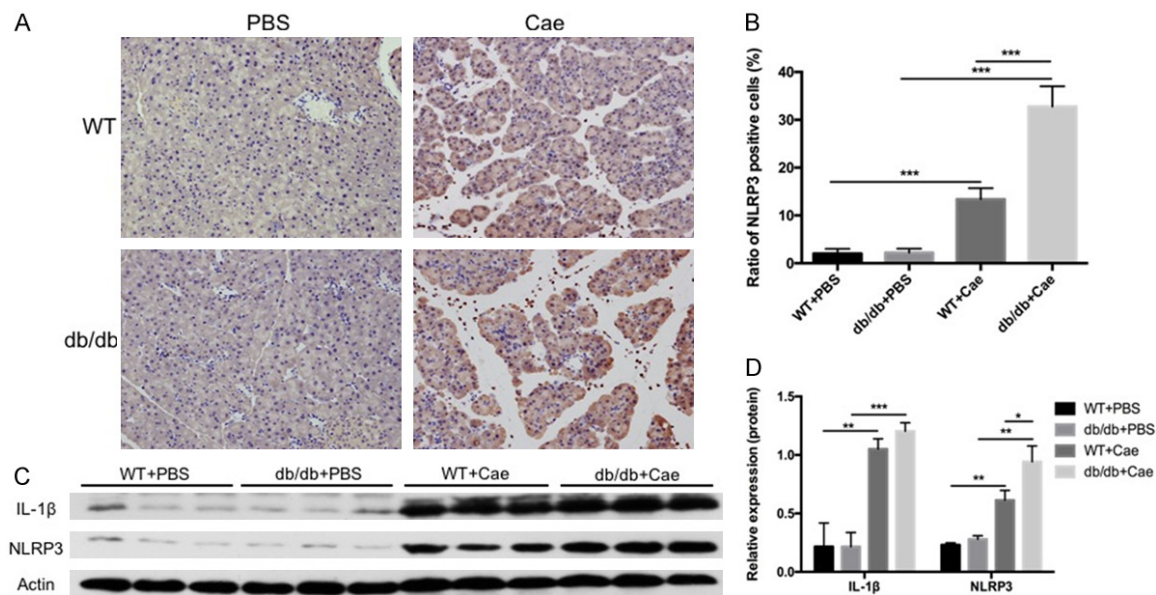 A
PBS
Cae
WT
db/db
B
Ratio of NLRP3 positive cells (%)
40
30
20
10
0
***
***
***
WT+PBS
db/db+PBS
WT+Cae
db/db+Cae
C
WT+PBS db/db+PBS WT+Cae db/db+Cae
IL-1β
NLRP3
Actin
D
Relative expression (protein)
1.5
1.0
0.5
0.0
***
**
*
**
**
IL-1β NLRP3
WT+PBS
db/db+PBS
WT+Cae
db/db+Cae